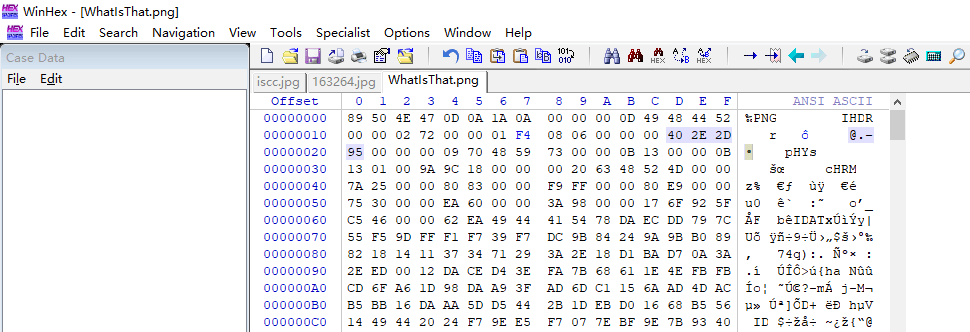 WinHex - [WhatIsThat.png]
File Edit Search Navigation View Tools Specialist Options Window Help
Case Data
File Edit
iscc.jpg 163264.jpg WhatIsThat.png
Offset 0 1 2 3 4 5 6 7 8 9 A B C D E F ANSI ASCII
00000000 89 50 4E 47 0D 0A 1A 0A 00 00 00 0D 49 48 44 52 ‰PNG IHDR
00000010 00 00 02 72 00 00 01 F4 08 06 00 00 00 40 2E 2D r ô @.-
00000020 95 00 00 00 09 70 48 59 73 00 00 0B 13 00 00 0B • pHYs
00000030 13 01 00 9A 9C 18 00 00 00 20 63 48 52 4D 00 00 šœ cHRM
00000040 7A 25 00 00 80 83 00 00 F9 FF 00 00 80 E9 00 00 z% €ƒ ùÿ €é
00000050 75 30 00 00 EA 60 00 00 3A 98 00 00 17 6F 92 5F u0 ê` :˜ o’_
00000060 C5 46 00 00 62 EA 49 44 41 54 78 DA EC DD 79 7C ÅF bêIDATxÚìÝy|
00000070 55 F5 9D FF F1 F7 39 F7 DC 9B 84 24 9A 9B B0 89 Uõ ÿñ÷9÷Ü›„$š›°‰
00000080 82 18 14 11 37 34 71 29 3A 2E 18 D1 BA D7 0A 3A ‚ 74q):. Ñº× :
00000090 2E ED 00 12 DA CE D4 3E FA 7B 68 61 1E 4E FB FB .í ÚÎÔ>ú{ha Nûû
000000A0 CD 6F A6 1D 98 DA A9 3F AD 6D C1 15 6A AD 4D AC Ío¦ ˜Ú©?-mÁ j-M¬
000000B0 B5 BB 16 DA AA 5D D5 44 2B 1D EB D0 16 68 B5 56 µ» Úª]ÕD+ ëÐ hµV
000000C0 14 49 44 20 24 F7 9E E5 F7 07 7E BF 9E 7B 93 40 ID $÷žå÷ ~¿ž{“@